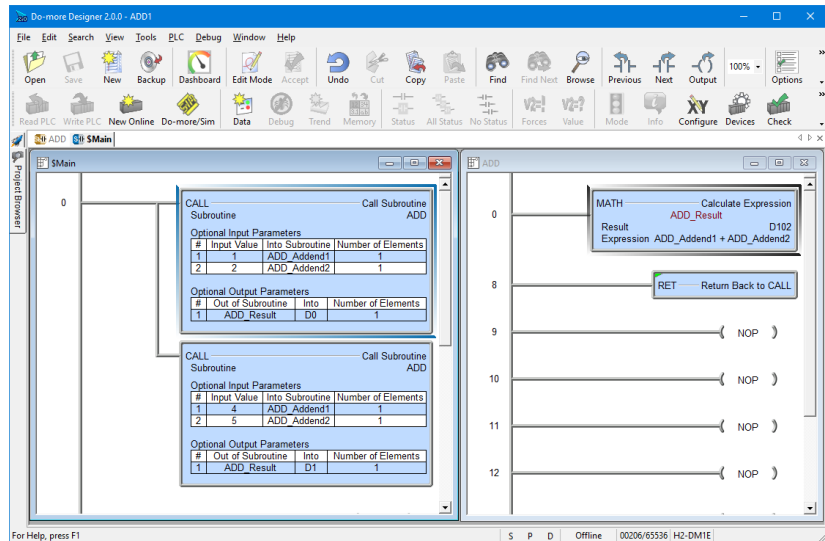 Do-more Designer 2.0.0 - ADD1
File Edit Search View Tools PLC Debug Window Help
Open Save New Backup Dashboard Edit Mode Accept Undo Cut Copy Paste Find Find Next Browse Previous Next Output 100% Options
Read PLC Write PLC New Online Do-more/Sim Data Debug Trend Memory Status All Status No Status Forces Value Mode Info Configure Devices Check
ADD $Main
Project Browser
$Main
0
CALL Call Subroutine
Subroutine ADD
Optional Input Parameters
# Input Value Into Subroutine Number of Elements
1 1 ADD_Addend1 1
2 2 ADD_Addend2 1
Optional Output Parameters
# Out of Subroutine Into Number of Elements
1 ADD_Result D0 1
CALL Call Subroutine
Subroutine ADD
Optional Input Parameters
# Input Value Into Subroutine Number of Elements
1 4 ADD_Addend1 1
2 5 ADD_Addend2 1
Optional Output Parameters
# Out of Subroutine Into Number of Elements
1 ADD_Result D1 1
ADD
0
MATH Calculate Expression
ADD_Result
Result D102
Expression ADD_Addend1 + ADD_Addend2
8
RET Return Back to CALL
9 NOP
10 NOP
11 NOP
12 NOP
For Help, press F1
S P D Offline 00206/65536 H2-DM1E